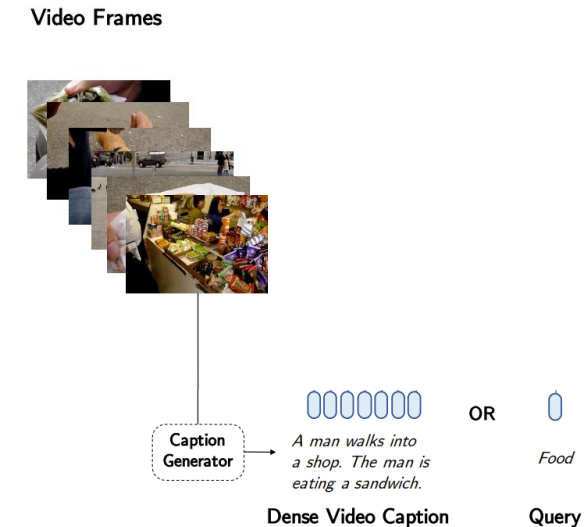 Video Frames
Caption
Generator
A man walks into
a shop. The man is
eating a sandwich.
OR
Food
Dense Video Caption
Query